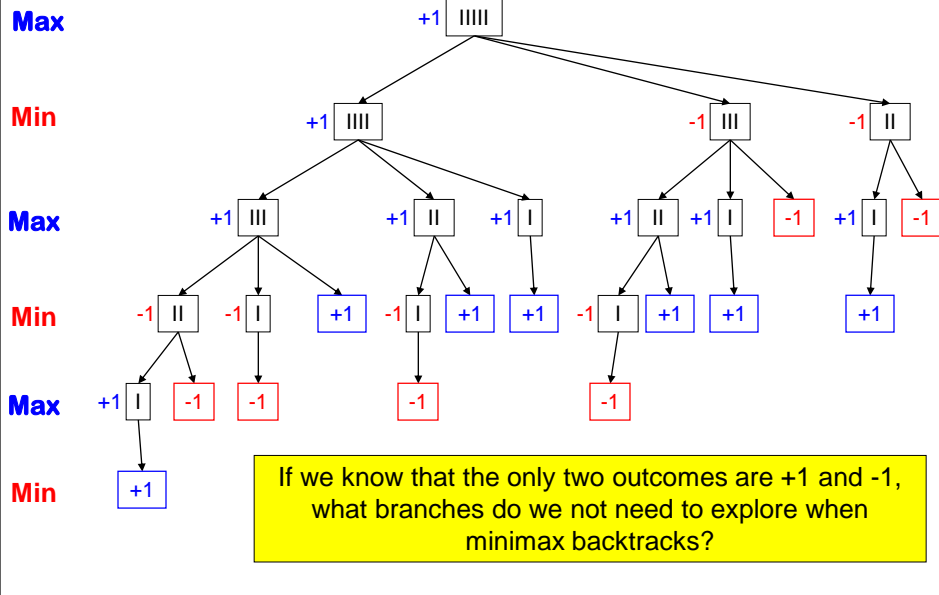 Max +1 IIIII
Min +1 IIII -1 III -1 II
Max +1 III +1 II +1 I +1 II +1 I -1 +1 I -1
Min -1 II -1 I +1 -1 I +1 +1 -1 I +1 +1 +1
Max +1 I -1 -1 -1 -1
Min +1
If we know that the only two outcomes are +1 and -1,
what branches do we not need to explore when
minimax backtracks?